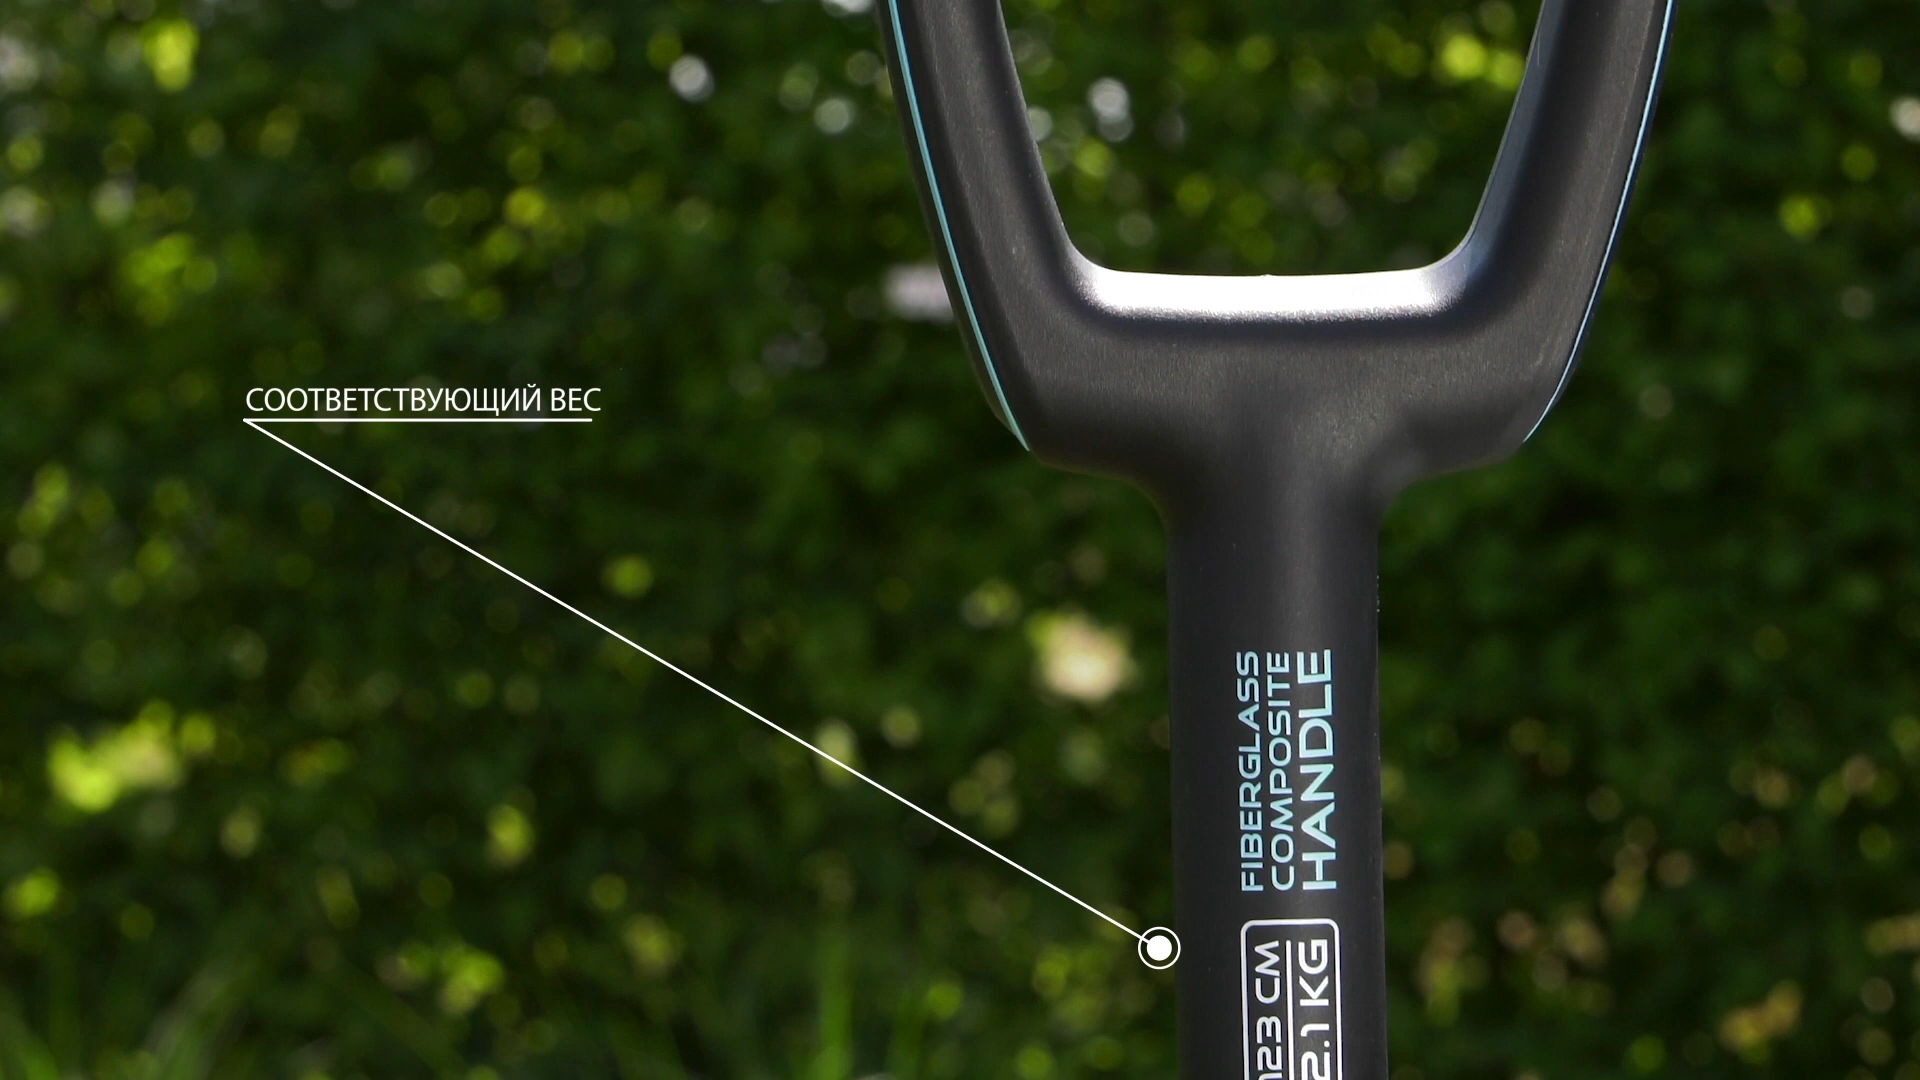 СООТВЕТСТВУЮЩИЙ ВЕС
FIBERGLASS
COMPOSITE
HANDLE
123 CM
2.1 KG